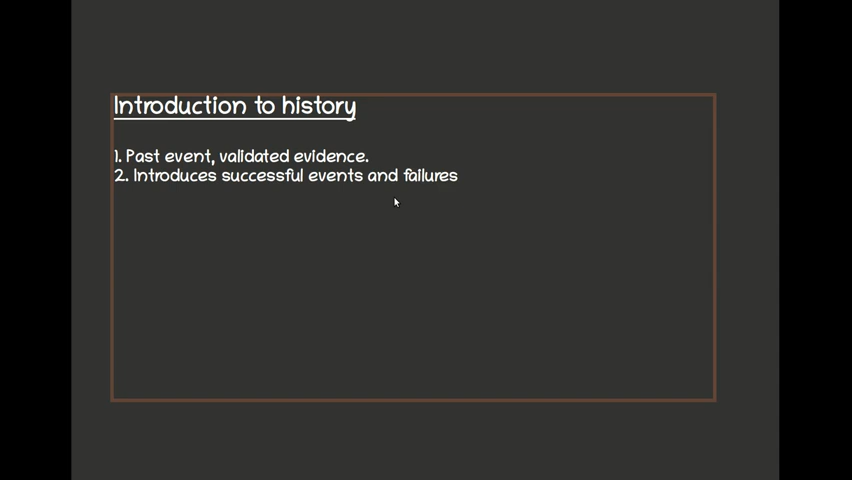 Introduction to history
1. Past event, validated evidence.
2. Introduces successful events and failures